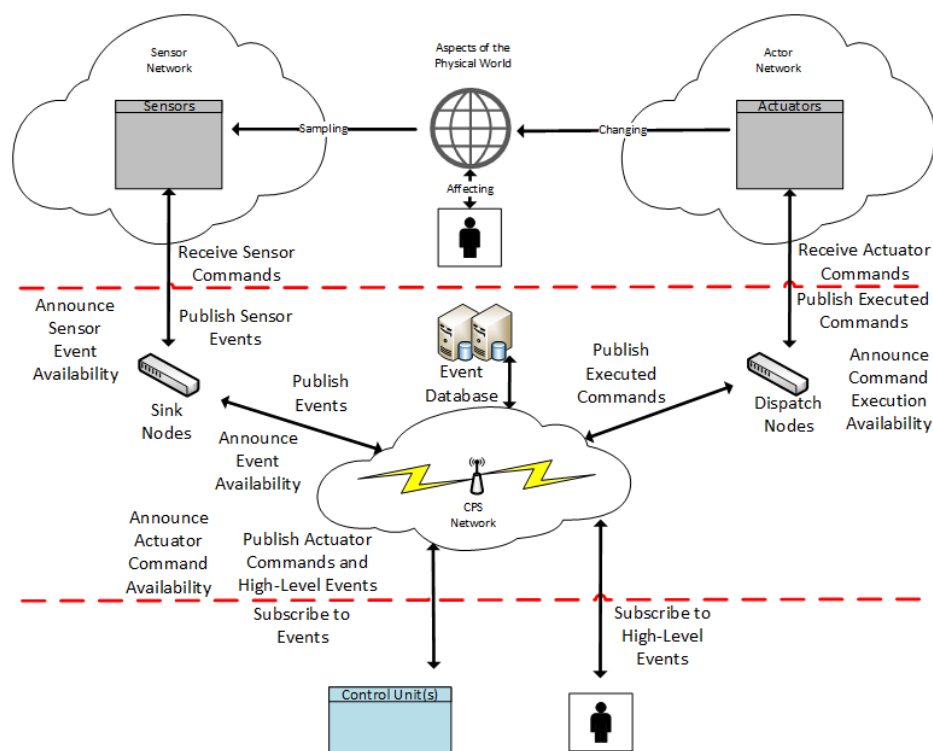 Sensor
Network
Aspects of the
Physical World
Actor
Network
Sensors
Actuators
Sampling
Changing
Affecting
Receive Sensor
Commands
Receive Actuator
Commands
Announce
Sensor
Event
Availability
Publish Sensor
Events
Publish Executed
Commands
Event
Database
Publish
Executed
Commands
Announce
Command
Execution
Availability
Sink
Nodes
Publish
Events
Dispatch
Nodes
Announce
Event
Availability
CPS
Network
Announce
Actuator
Command
Availability
Publish Actuator
Commands and
High-Level Events
Subscribe to
Events
Subscribe to
High-Level
Events
Control Unit(s)